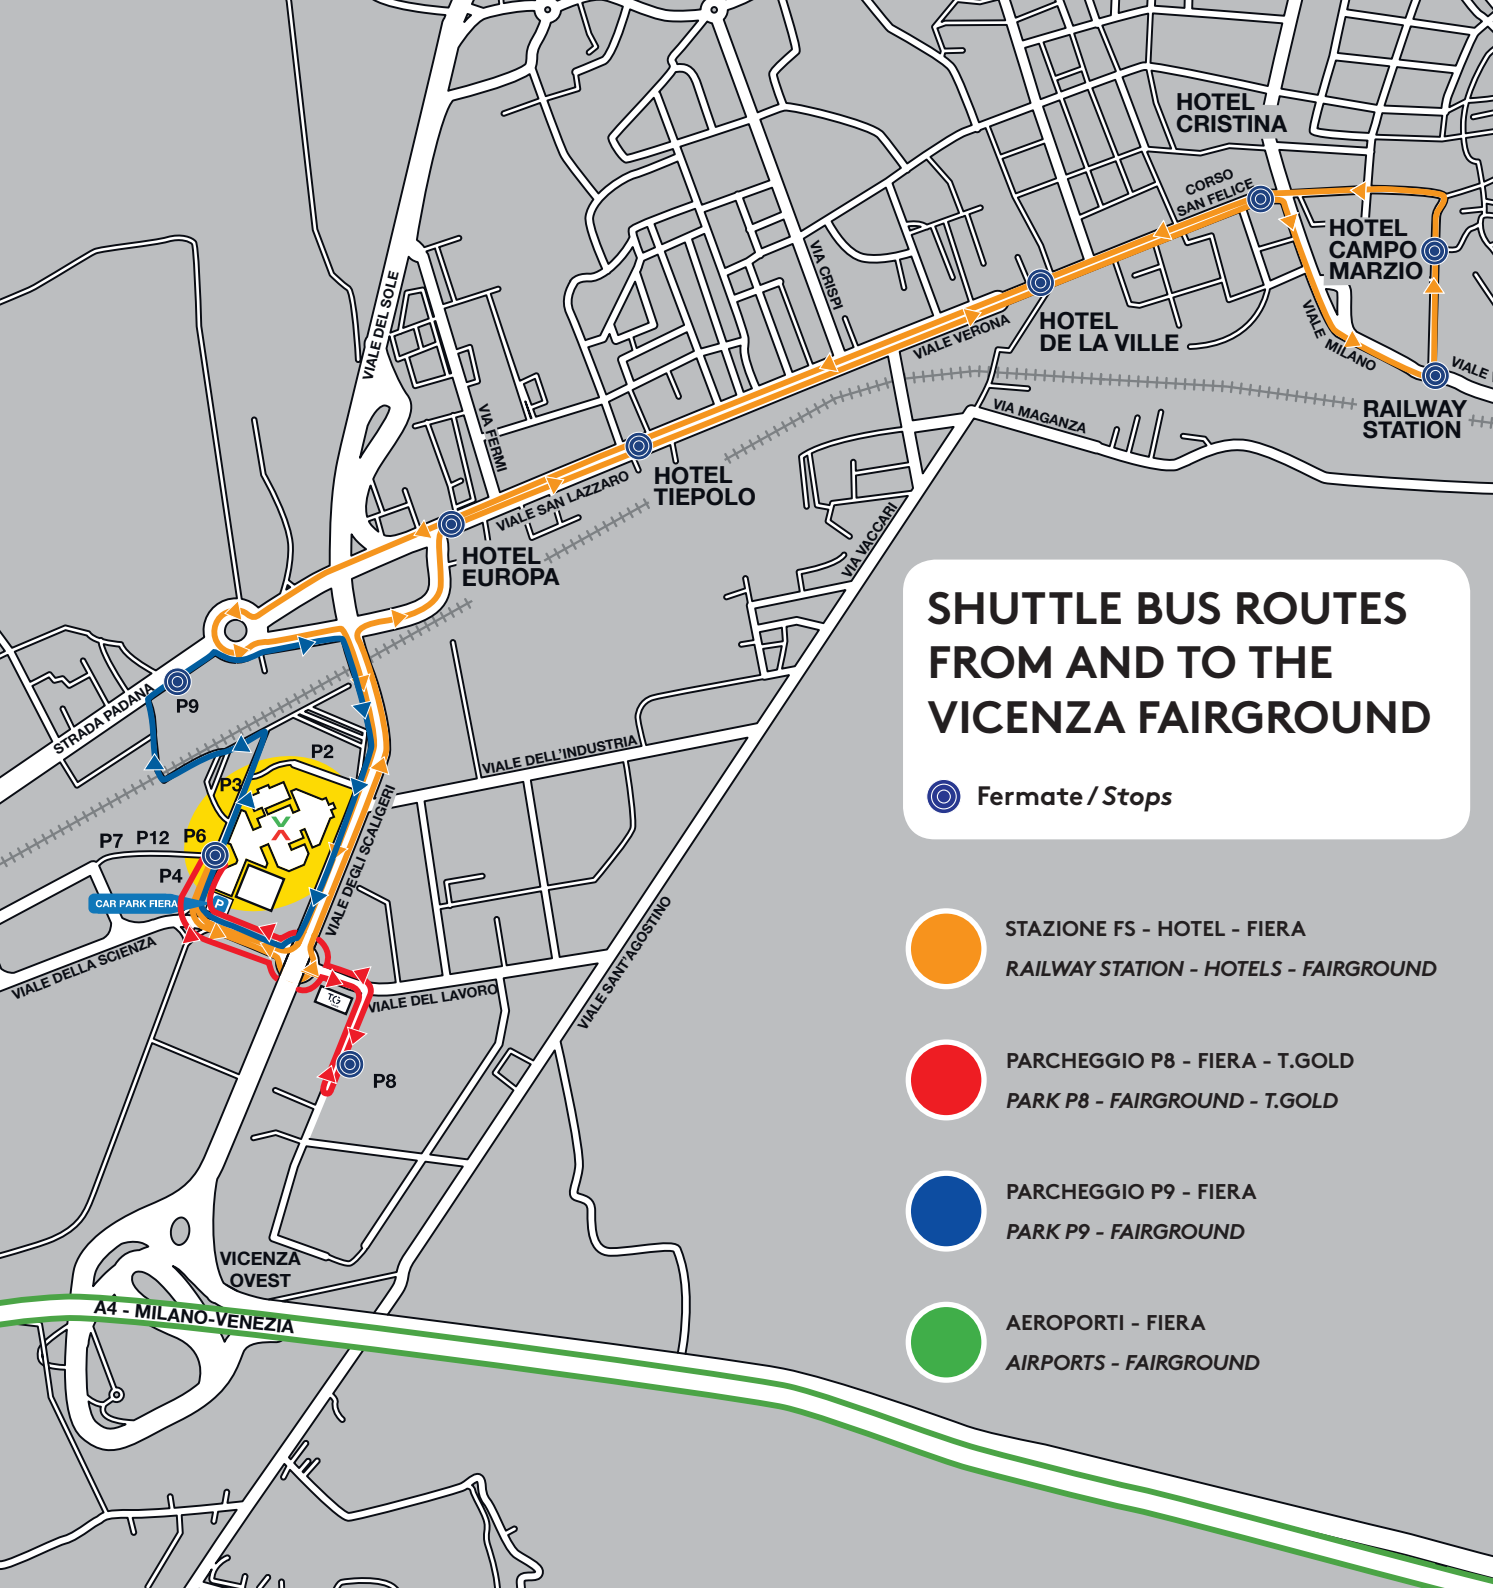 HOTEL
CRISTINA
CORSO
SAN FELICE
HOTEL
CAMPO
MARZIO
VIALE DEL SOLE
VIA CRISPI
HOTEL
DE LA VILLE
VIALE VERONA
VIALE MILANO
VIALE
RAILWAY
STATION
VIA MAGANZA
VIA FERMI
HOTEL
TIEPOLO
VIALE SAN LAZZARO
HOTEL
EUROPA
VIA VACCARI
SHUTTLE BUS ROUTES
FROM AND TO THE
VICENZA FAIRGROUND
Fermate / Stops
P9
STRADA PADANA
P2
P3
VIALE DELL'INDUSTRIA
VIALE DEGLI SCALIGERI
P7
P12
P6
P4
CAR PARK FIERA
P
VIALE DELLA SCIENZA
VIALE SANT'AGOSTINO
TG
VIALE DEL LAVORO
P8
STAZIONE FS - HOTEL - FIERA
RAILWAY STATION - HOTELS - FAIRGROUND
PARCHEGGIO P8 - FIERA - T.GOLD
PARK P8 - FAIRGROUND - T.GOLD
PARCHEGGIO P9 - FIERA
PARK P9 - FAIRGROUND
AEROPORTI - FIERA
AIRPORTS - FAIRGROUND
VICENZA
OVEST
A4 - MILANO-VENEZIA